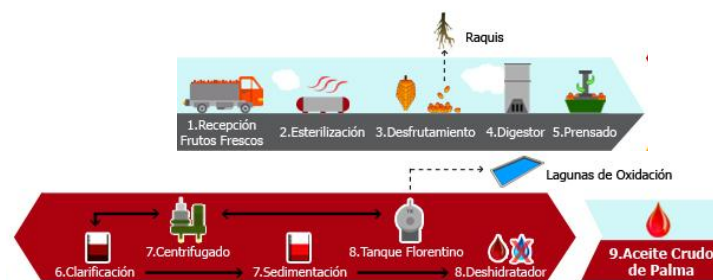 Raquis
1.Recepción
Frutos Frescos
2.Esterilización
3.Desfrutamiento
4.Digestor
5.Prensado
Lagunas de Oxidación
7.Centrifugado
8.Tanque Florentino
6.Clarificación
7.Sedimentación
8.Deshidratador
9.Aceite Crudo
de Palma